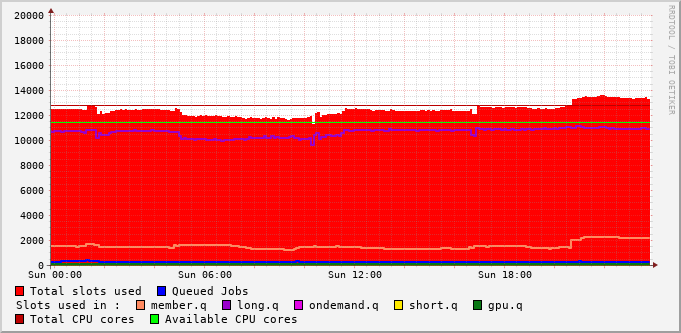 20000
18000
16000
14000
12000
10000
8000
6000
4000
2000
0
Sun 00:00 Sun 06:00 Sun 12:00 Sun 18:00
Total slots used Queued Jobs
Slots used in : member.q long.q ondemand.q short.q gpu.q
Total CPU cores Available CPU cores
RRDTOOL / TOBI OETIKER